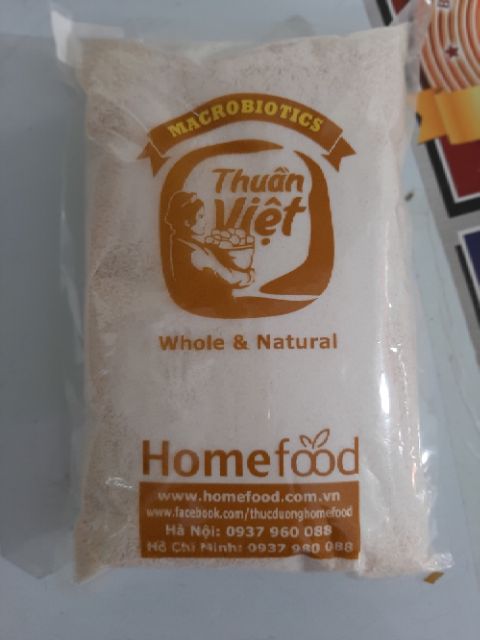 MACROBIOTICS
Thuần
Việt
Whole & Natural
Homefood
www.homefood.com.vn
www.facebook.com/thucduonghomefood
Hà Nội: 0937 960 088
Hồ Chí Minh: 0937 980 088